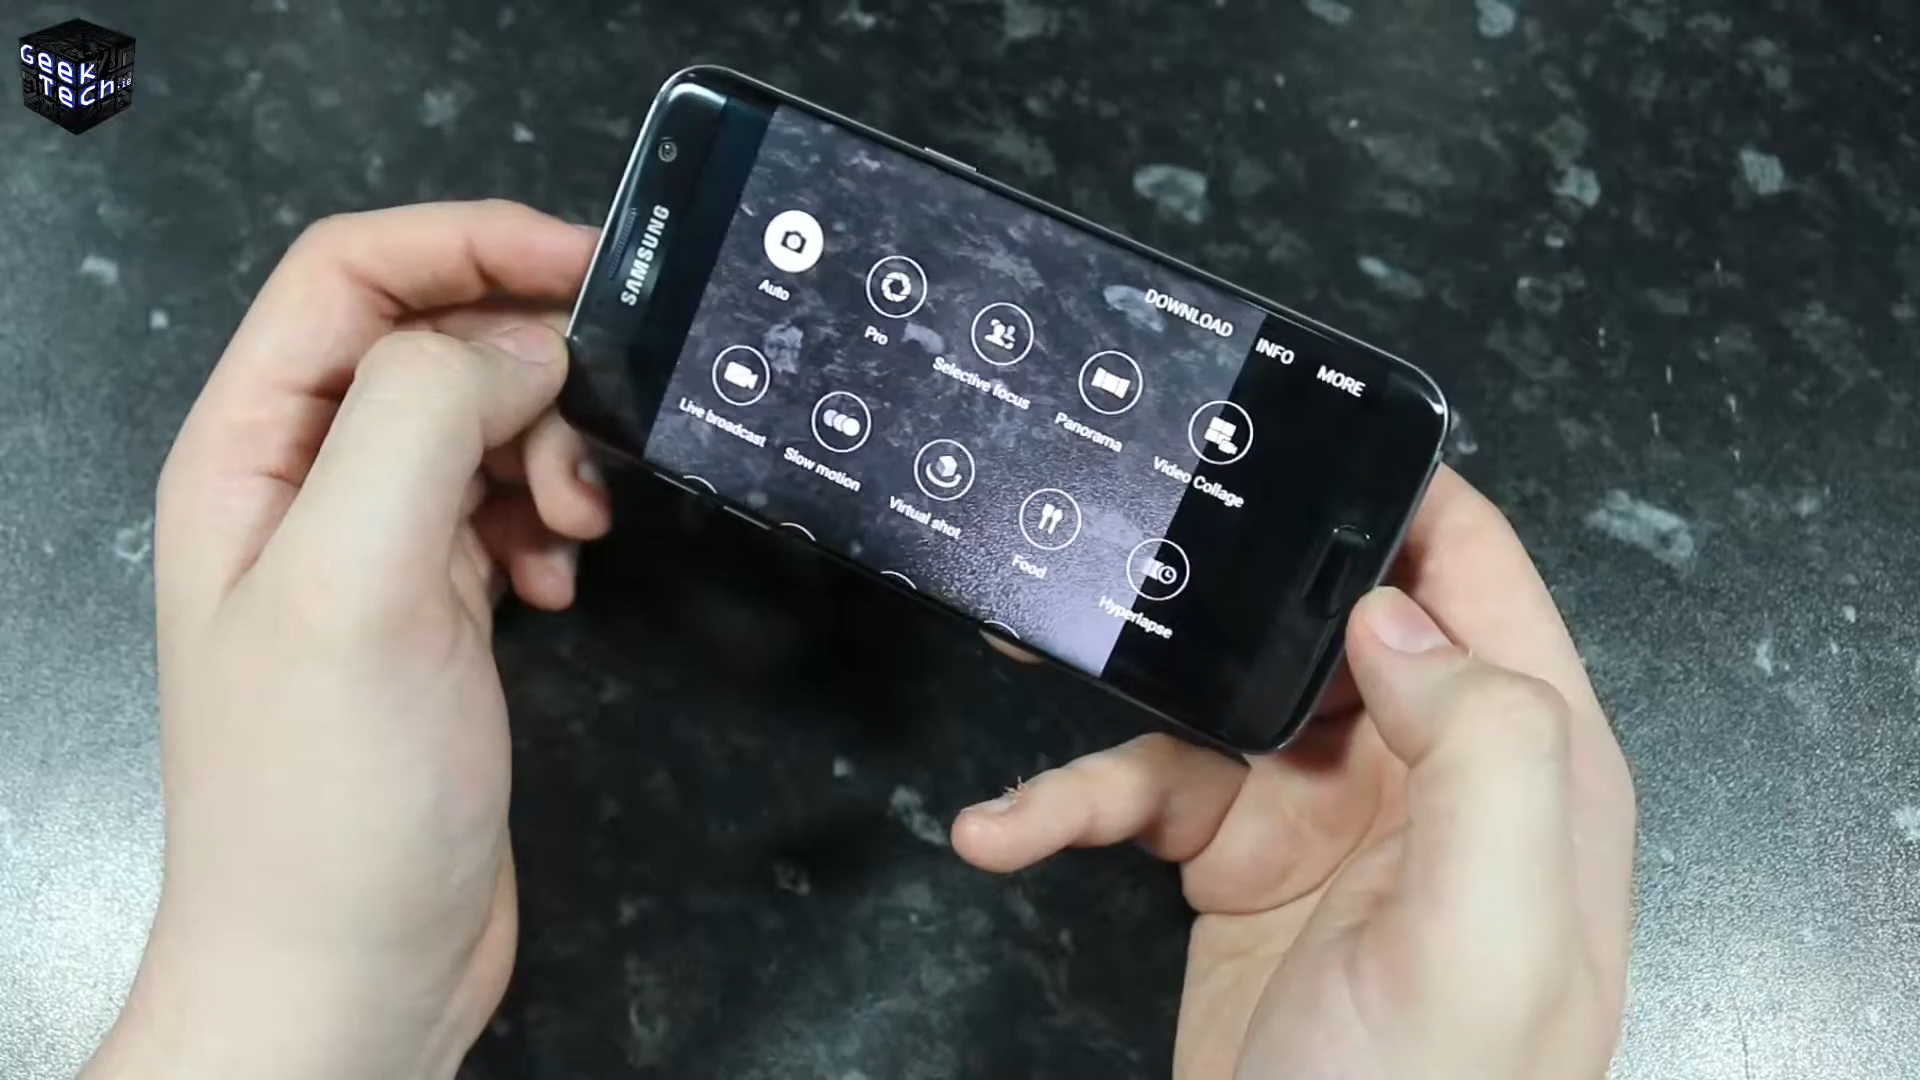 Geek
Tech.ie
SAMSUNG
DOWNLOAD INFO MORE
Auto
Pro
Selective focus
Panorama
Video Collage
Live broadcast
Slow motion
Virtual shot
Food
Hyperlapse